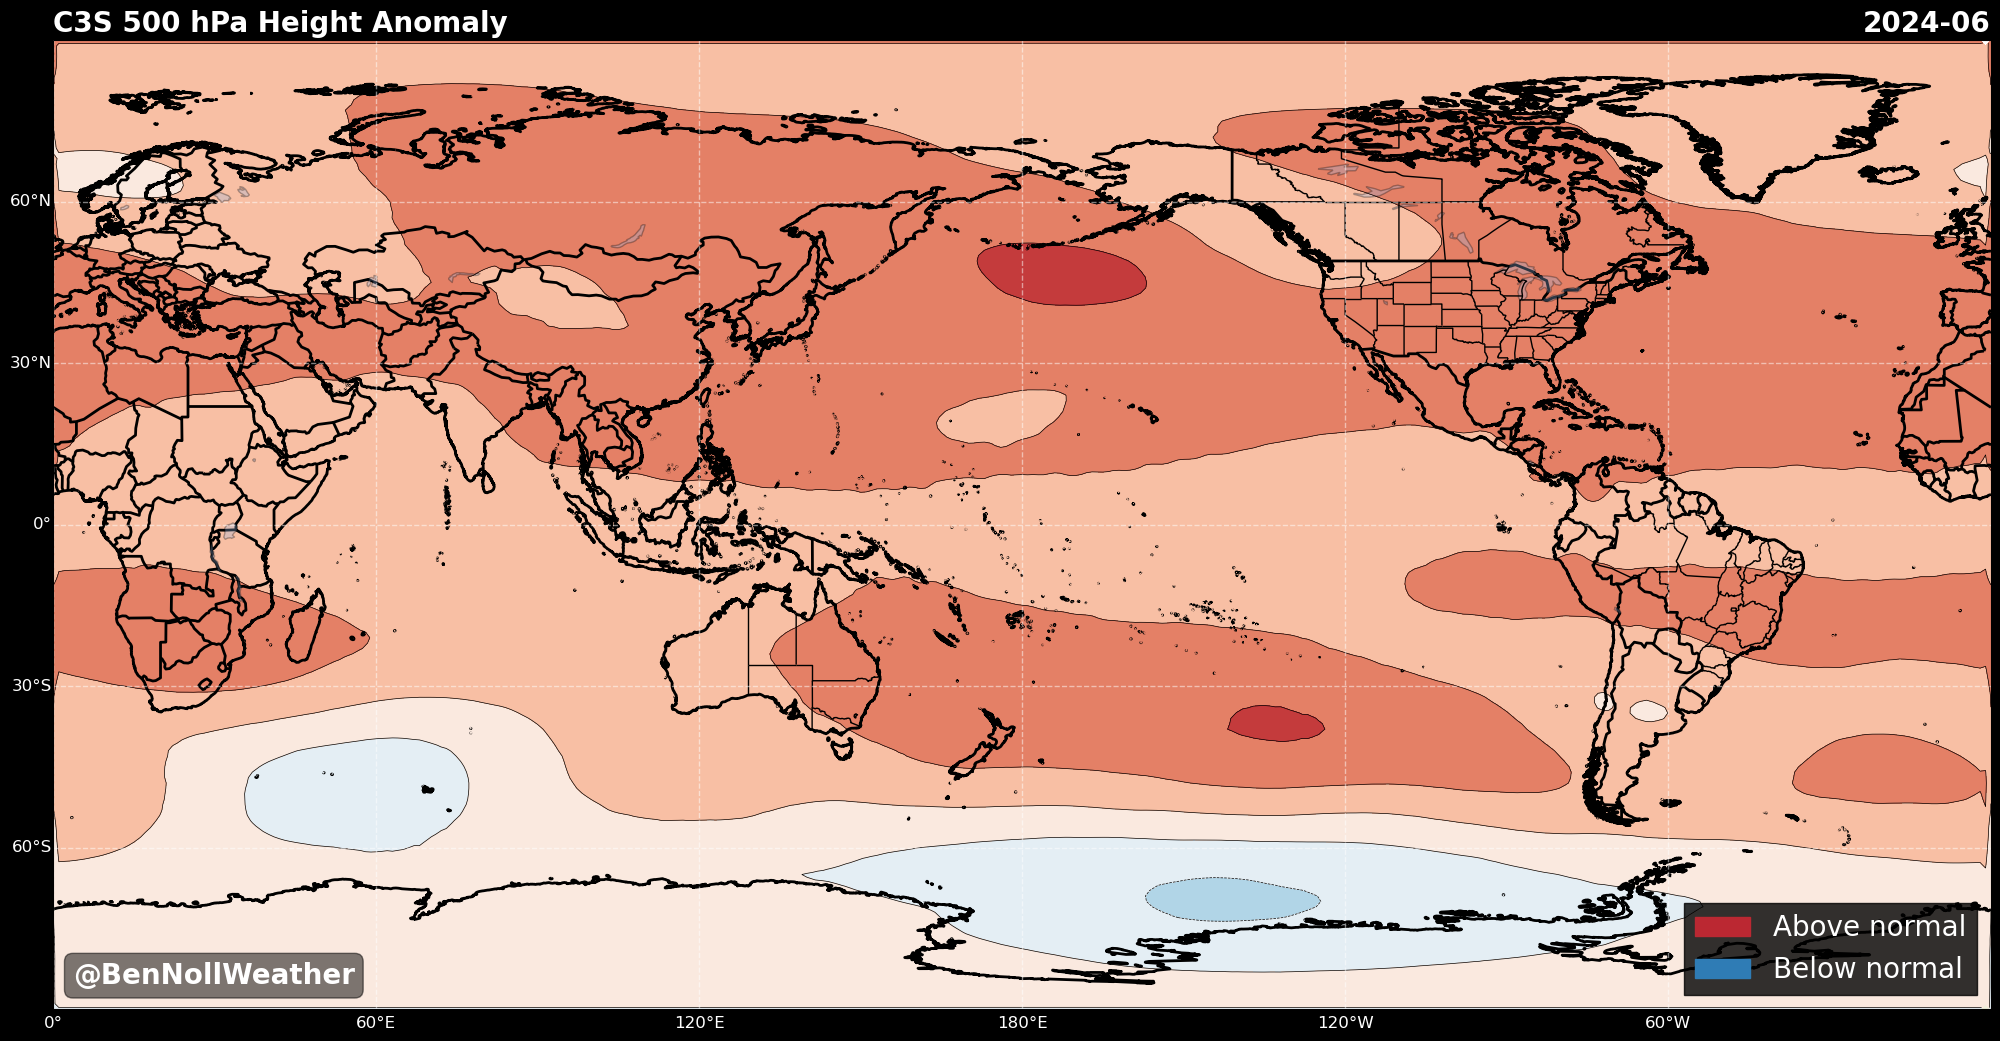 C3S 500 hPa Height Anomaly 2024-06
60°N
30°N
0°
30°S
60°S
Above normal
Below normal
@BenNollWeather
0° 60°E 120°E 180°E 120°W 60°W